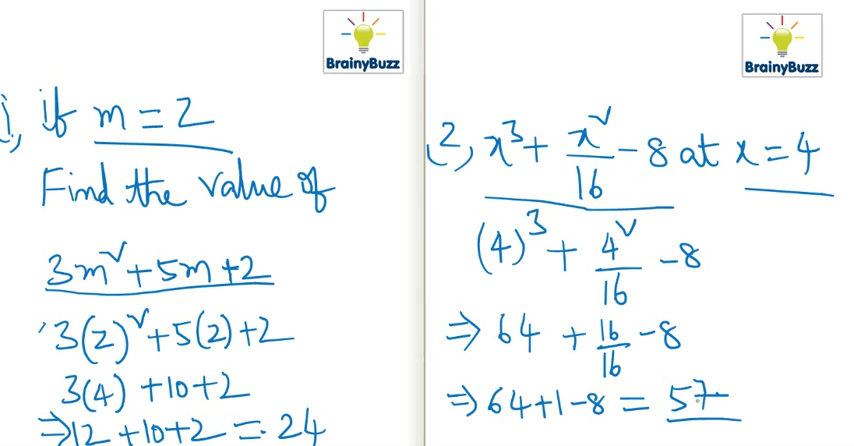 BrainyBuzz
1, if m = 2
Find the value of
3m² + 5m + 2
3(2)² + 5(2) + 2
3(4) + 10 + 2
⇒ 12 + 10 + 2 = 24
BrainyBuzz
(2, x³ + x²/16 - 8 at x = 4
(4)³ + 4²/16 - 8
⇒ 64 + 16/16 - 8
⇒ 64 + 1 - 8 = 57